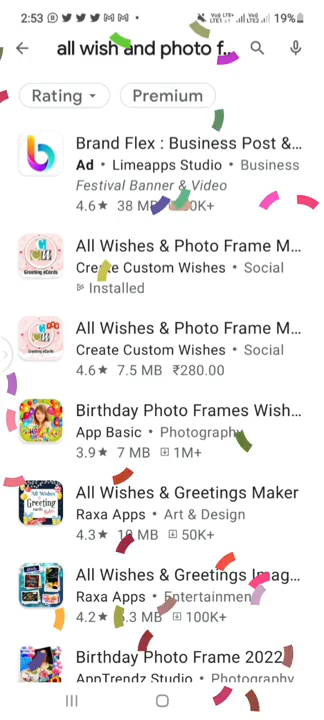 2:53 19%
all wish and photo f...
Rating Premium
Brand Flex : Business Post &...
Ad • Limeapps Studio • Business
Festival Banner & Video
4.6★ 38 MB 0K+
All Wishes & Photo Frame M...
Create Custom Wishes • Social
Installed
All Wishes & Photo Frame M...
Create Custom Wishes • Social
4.6★ 7.5 MB ₹280.00
Birthday Photo Frames Wish...
App Basic • Photography
3.9★ 7 MB 1M+
All Wishes & Greetings Maker
Raxa Apps • Art & Design
4.3★ MB 50K+
All Wishes & Greetings Imag...
Raxa Apps • Entertainment
4.2★ .3 MB 100K+
Birthday Photo Frame 2022
AppTrendz Studio • Photography